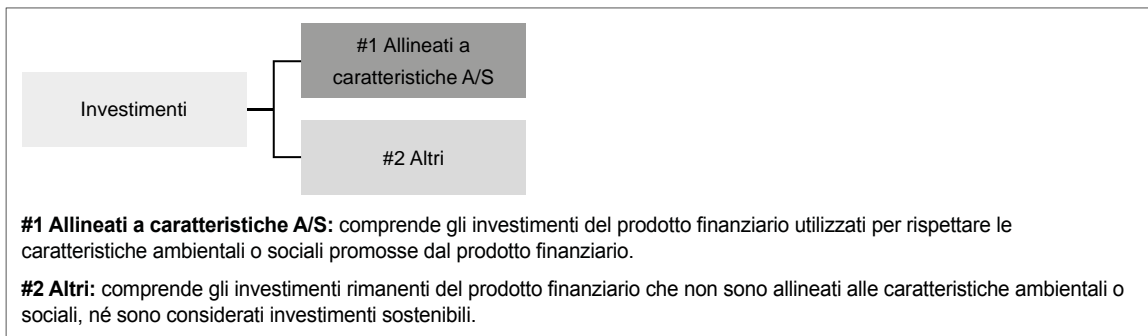 #1 Allineati a
caratteristiche A/S
Investimenti
#2 Altri
#1 Allineati a caratteristiche A/S: comprende gli investimenti del prodotto finanziario utilizzati per rispettare le
caratteristiche ambientali o sociali promosse dal prodotto finanziario.
#2 Altri: comprende gli investimenti rimanenti del prodotto finanziario che non sono allineati alle caratteristiche ambientali o
sociali, né sono considerati investimenti sostenibili.